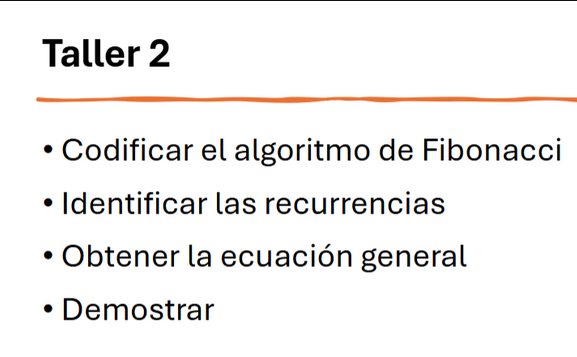 Taller 2
• Codificar el algoritmo de Fibonacci
• Identificar las recurrencias
• Obtener la ecuación general
• Demostrar